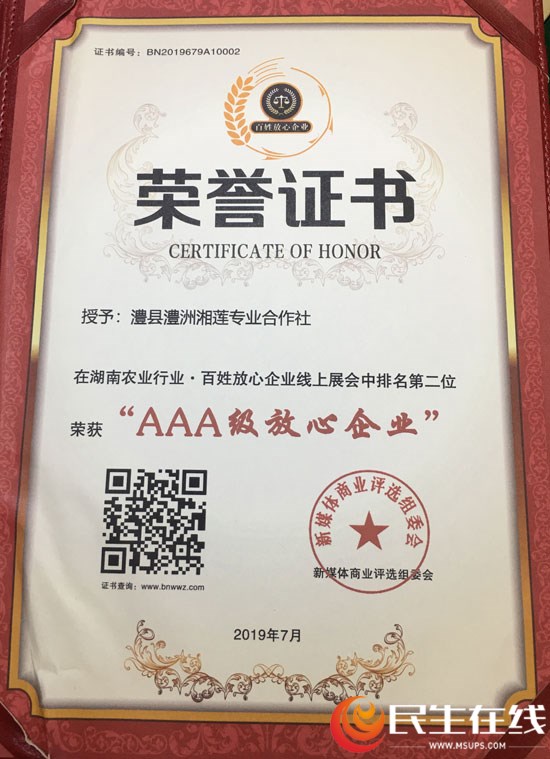 证书编号：BN2019679A10002
百姓放心企业
荣誉证书
CERTIFICATE OF HONOR
授予：澧县澧洲湘莲专业合作社
在湖南农业行业·百姓放心企业线上展会中排名第二位
荣获“AAA级放心企业”
新媒体商业评选组委会
新媒体商业评选组委会
证书查询：www.bnwwz.com
2019年7月
民生在线
WWW.MSUPS.COM